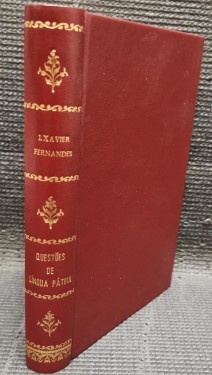 I. XAVIER
FERNANDES
QUESTÕES
DE
LÍNGUA PÁTRIA